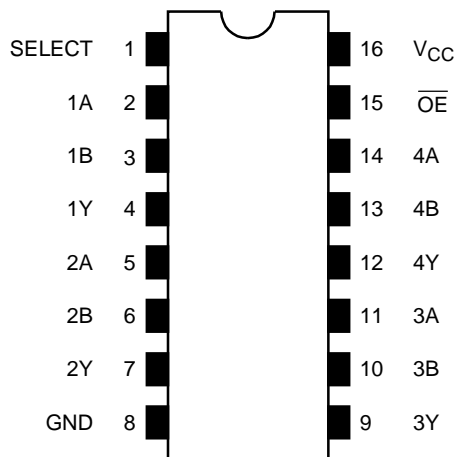 SELECT 1 16 VCC
1A 2 15 OE
1B 3 14 4A
1Y 4 13 4B
2A 5 12 4Y
2B 6 11 3A
2Y 7 10 3B
GND 8 9 3Y